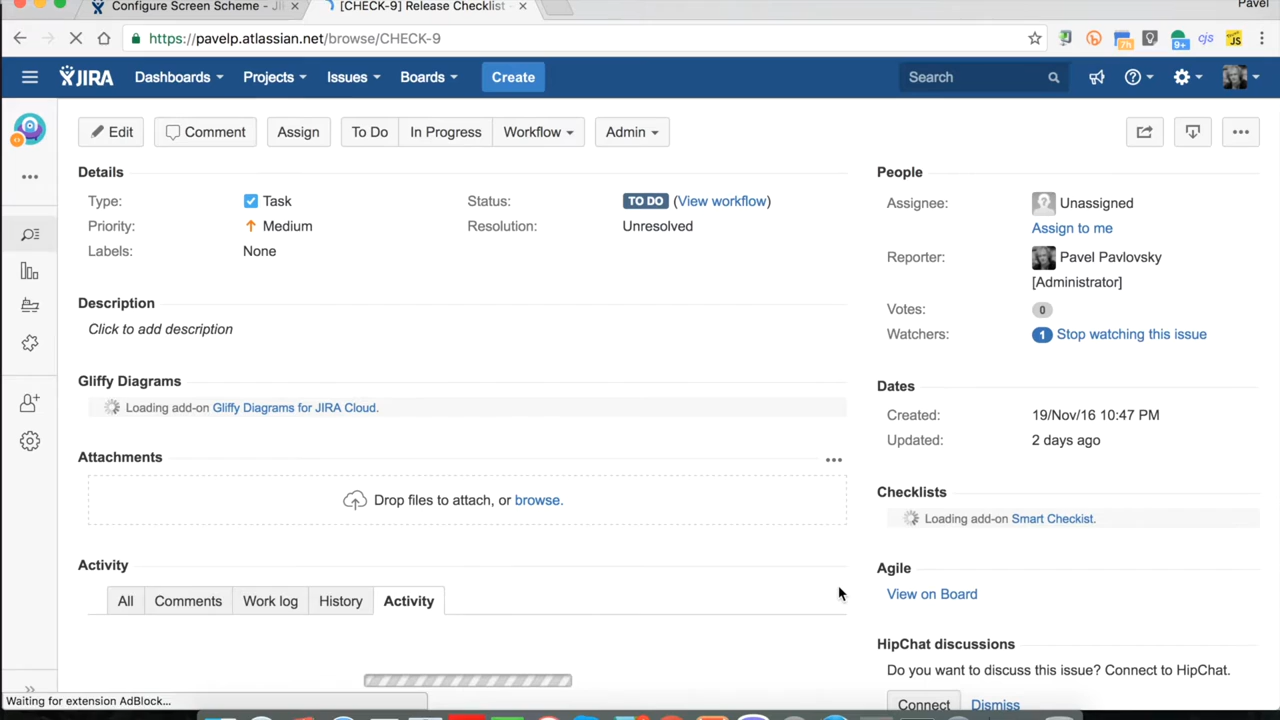 Configure Screen Scheme - JI
[CHECK-9] Release Checklist -
Pavel
https://pavelp.atlassian.net/browse/CHECK-9
7h
9+
cjs
JS
JIRA
Dashboards
Projects
Issues
Boards
Create
Search
Edit
Comment
Assign
To Do
In Progress
Workflow
Admin
Details
Type:
Task
Status:
TO DO (View workflow)
Priority:
Medium
Resolution:
Unresolved
Labels:
None
Description
Click to add description
Gliffy Diagrams
Loading add-on Gliffy Diagrams for JIRA Cloud.
Attachments
Drop files to attach, or browse.
Activity
All
Comments
Work log
History
Activity
People
Assignee:
Unassigned
Assign to me
Reporter:
Pavel Pavlovsky
[Administrator]
Votes:
0
Watchers:
1 Stop watching this issue
Dates
Created:
19/Nov/16 10:47 PM
Updated:
2 days ago
Checklists
Loading add-on Smart Checkist.
Agile
View on Board
HipChat discussions
Do you want to discuss this issue? Connect to HipChat.
Connect
Dismiss
Waiting for extension AdBlock...